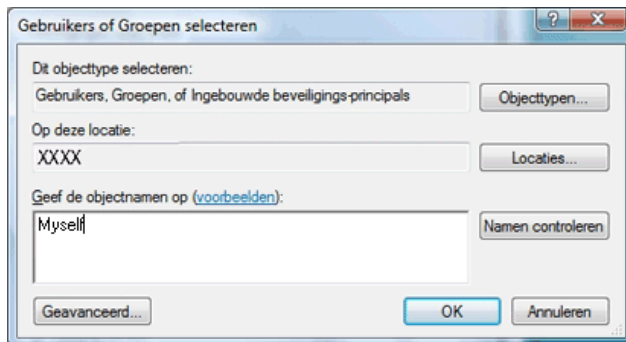 Gebruikers of Groepen selecteren
Dit objecttype selecteren:
Gebruikers, Groepen, of Ingebouwde beveiligings-principals
Objecttypen...
Op deze locatie:
XXXX
Locaties...
Geef de objectnamen op (voorbeelden):
Myself
Namen controleren
Geavanceerd...
OK
Annuleren